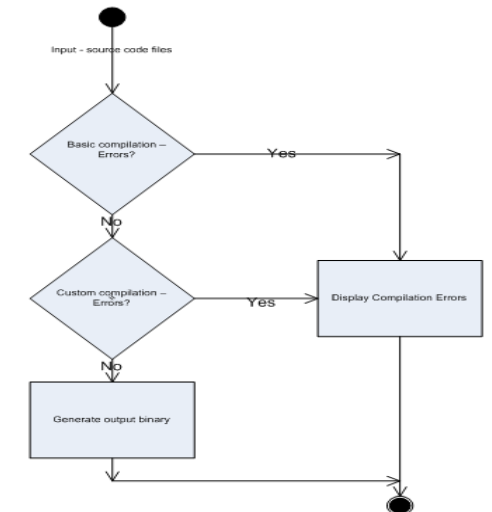 Input - source code files
Basic compilation –
Errors?
Yes
No
Custom compilation –
Errors?
Yes
Display Compilation Errors
No
Generate output binary